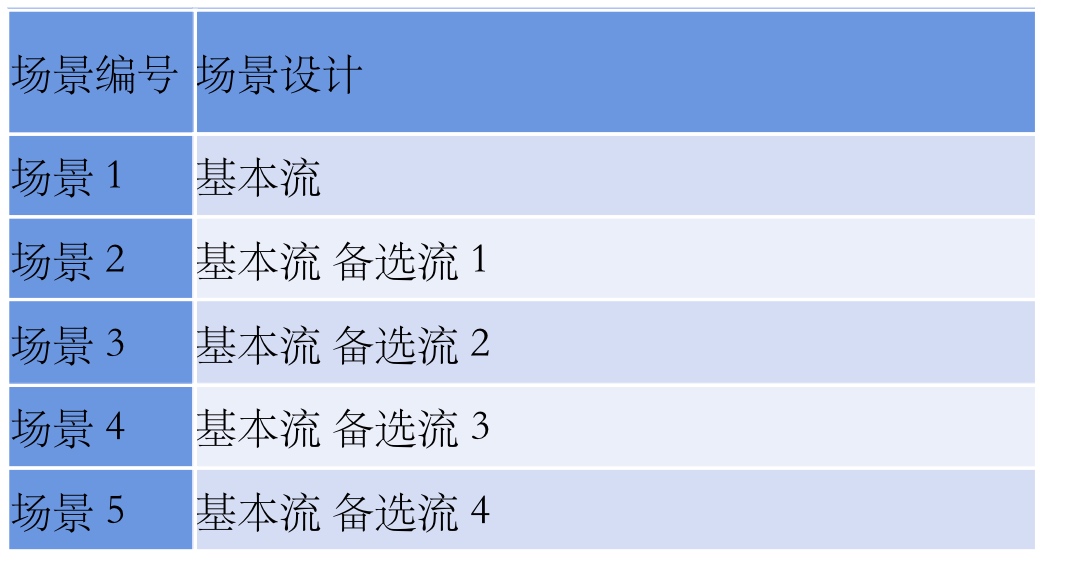 场景编号 场景设计
场景 1 基本流
场景 2 基本流 备选流 1
场景 3 基本流 备选流 2
场景 4 基本流 备选流 3
场景 5 基本流 备选流 4